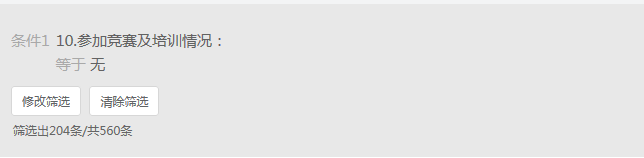 条件1 10.参加竞赛及培训情况：
等于 无
修改筛选 清除筛选
筛选出204条/共560条